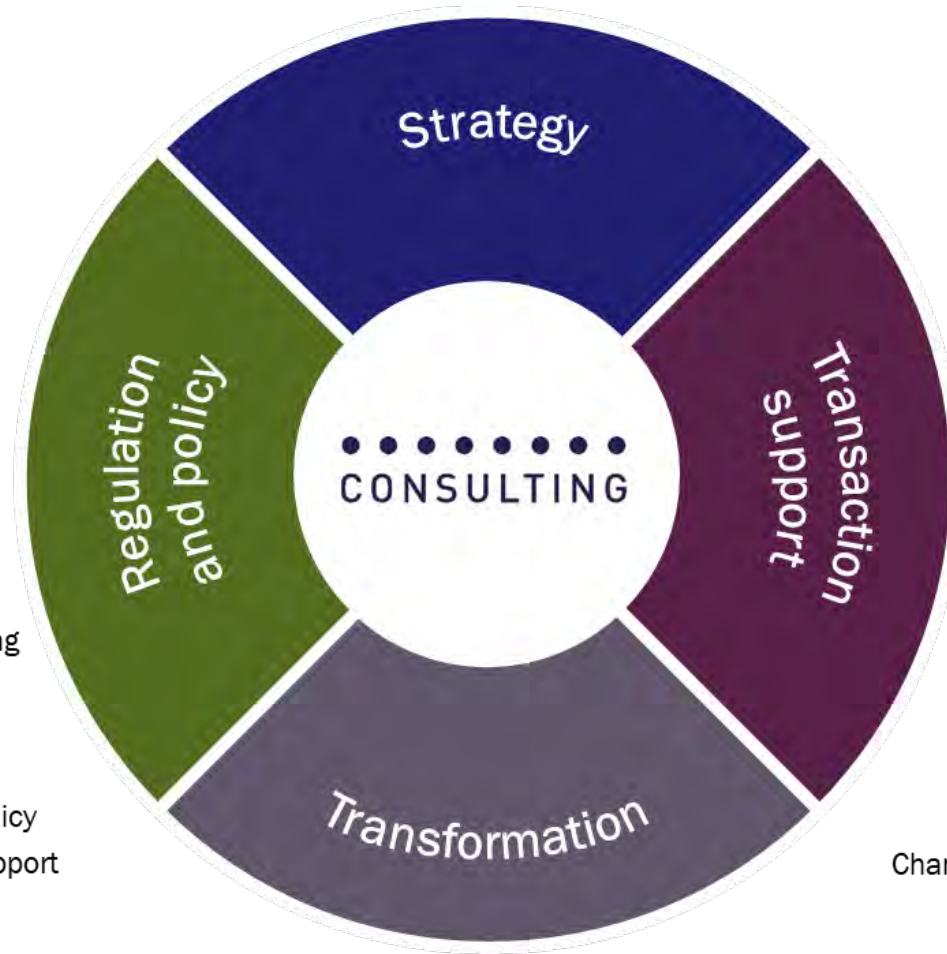 Strategy
Regulation
and policy
Transaction
support
CONSULTING
Transformation